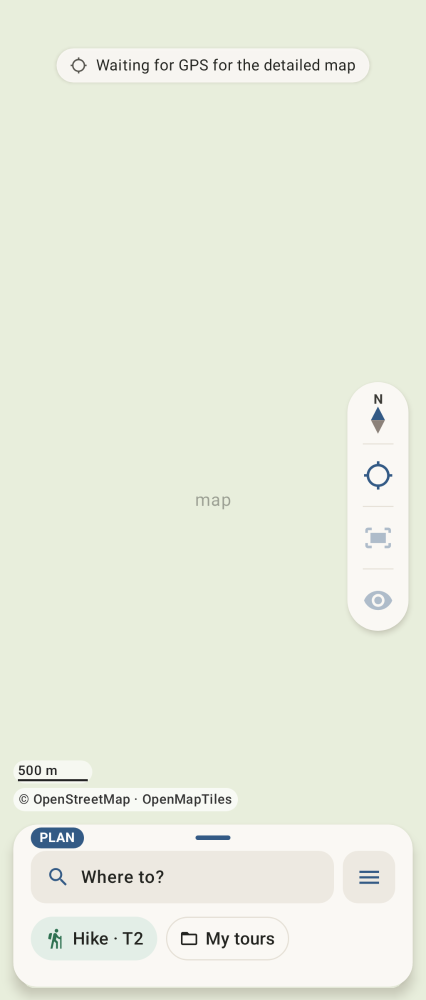 Waiting for GPS for the detailed map
N
map
500 m
© OpenStreetMap · OpenMapTiles
PLAN
Where to?
Hike · T2
My tours